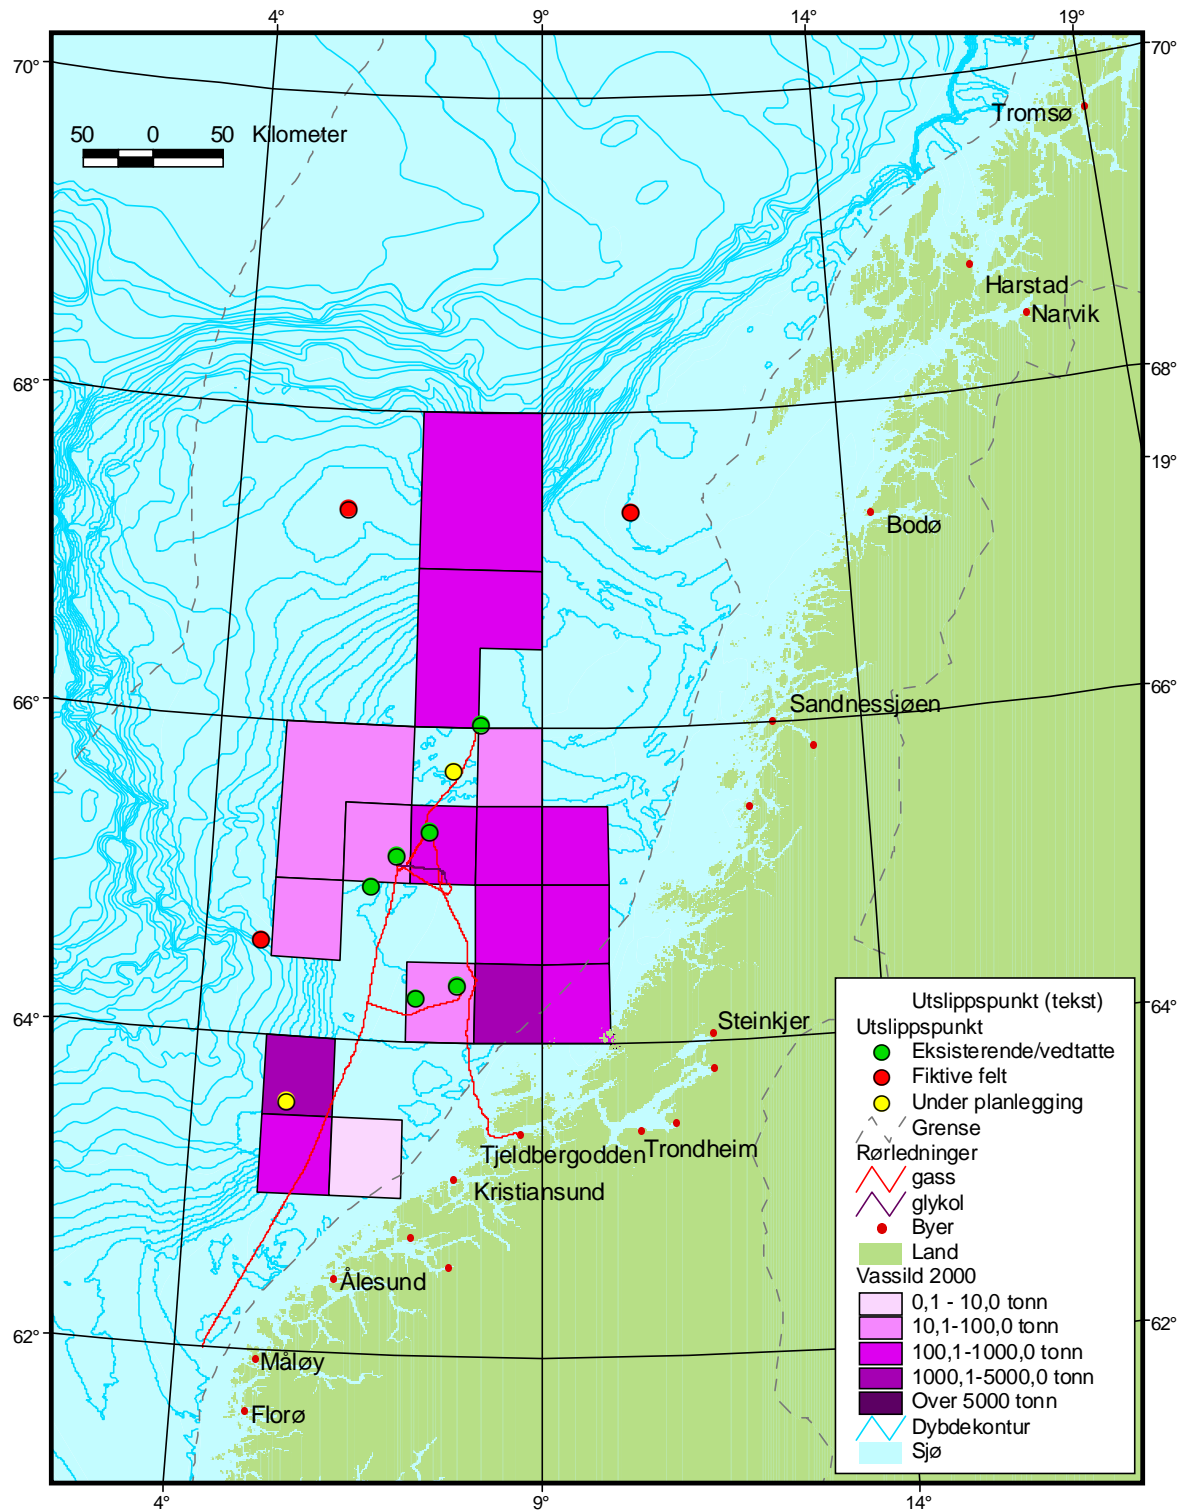 4°
9°
14°
19°
70°
70°
50 0 50 Kilometer
Tromsø
Harstad
Narvik
68°
68°
19°
Bodø
66°
66°
Sandnessjøen
64°
64°
Steinkjer
Tjeldbergodden
Trondheim
Kristiansund
Ålesund
62°
62°
Måløy
Florø
Utslippspunkt (tekst)
Utslippspunkt
Eksisterende/vedtatte
Fiktive felt
Under planlegging
Grense
Rørledninger
gass
glykol
Byer
Land
Vassild 2000
0,1 - 10,0 tonn
10,1-100,0 tonn
100,1-1000,0 tonn
1000,1-5000,0 tonn
Over 5000 tonn
Dybdekontur
Sjø
4°
9°
14°